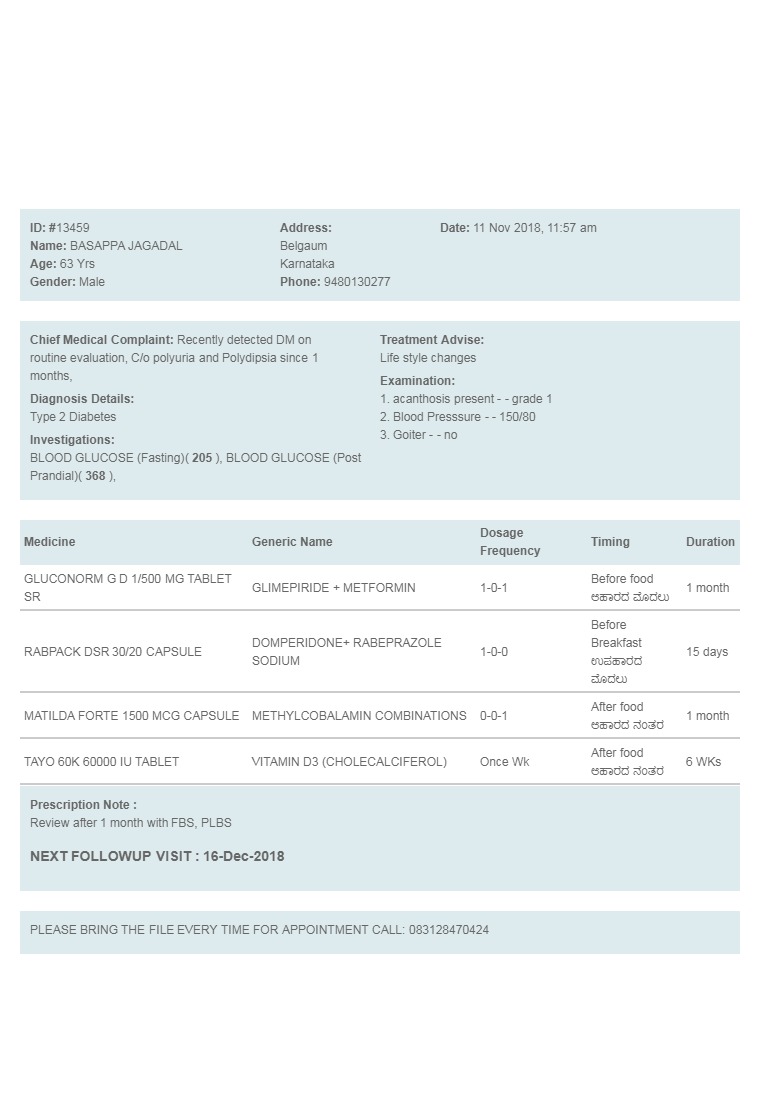 ID: #13459
Name: BASAPPA JAGADAL
Age: 63 Yrs
Gender: Male
Address:
Belgaum
Karnataka
Phone: 9480130277
Date: 11 Nov 2018, 11:57 am
Chief Medical Complaint: Recently detected DM on
routine evaluation, C/o polyuria and Polydipsia since 1
months,
Diagnosis Details:
Type 2 Diabetes
Investigations:
BLOOD GLUCOSE (Fasting)( 205 ), BLOOD GLUCOSE (Post
Prandial)( 368 ),
Treatment Advise:
Life style changes
Examination:
1. acanthosis present - - grade 1
2. Blood Presssure - - 150/80
3. Goiter - - no
Medicine Generic Name Dosage Frequency Timing Duration
GLUCONORM G D 1/500 MG TABLET
SR
GLIMEPIRIDE + METFORMIN
1-0-1
Before food
ಆಹಾರದ ಮೊದಲು
1 month
RABPACK DSR 30/20 CAPSULE
DOMPERIDONE+ RABEPRAZOLE
SODIUM
1-0-0
Before
Breakfast
ಉಪಹಾರದ
ಮೊದಲು
15 days
MATILDA FORTE 1500 MCG CAPSULE
METHYLCOBALAMIN COMBINATIONS
0-0-1
After food
ಆಹಾರದ ನಂತರ
1 month
TAYO 60K 60000 IU TABLET
VITAMIN D3 (CHOLECALCIFEROL)
Once Wk
After food
ಆಹಾರದ ನಂತರ
6 WKs
Prescription Note :
Review after 1 month with FBS, PLBS
NEXT FOLLOWUP VISIT : 16-Dec-2018
PLEASE BRING THE FILE EVERY TIME FOR APPOINTMENT CALL: 083128470424